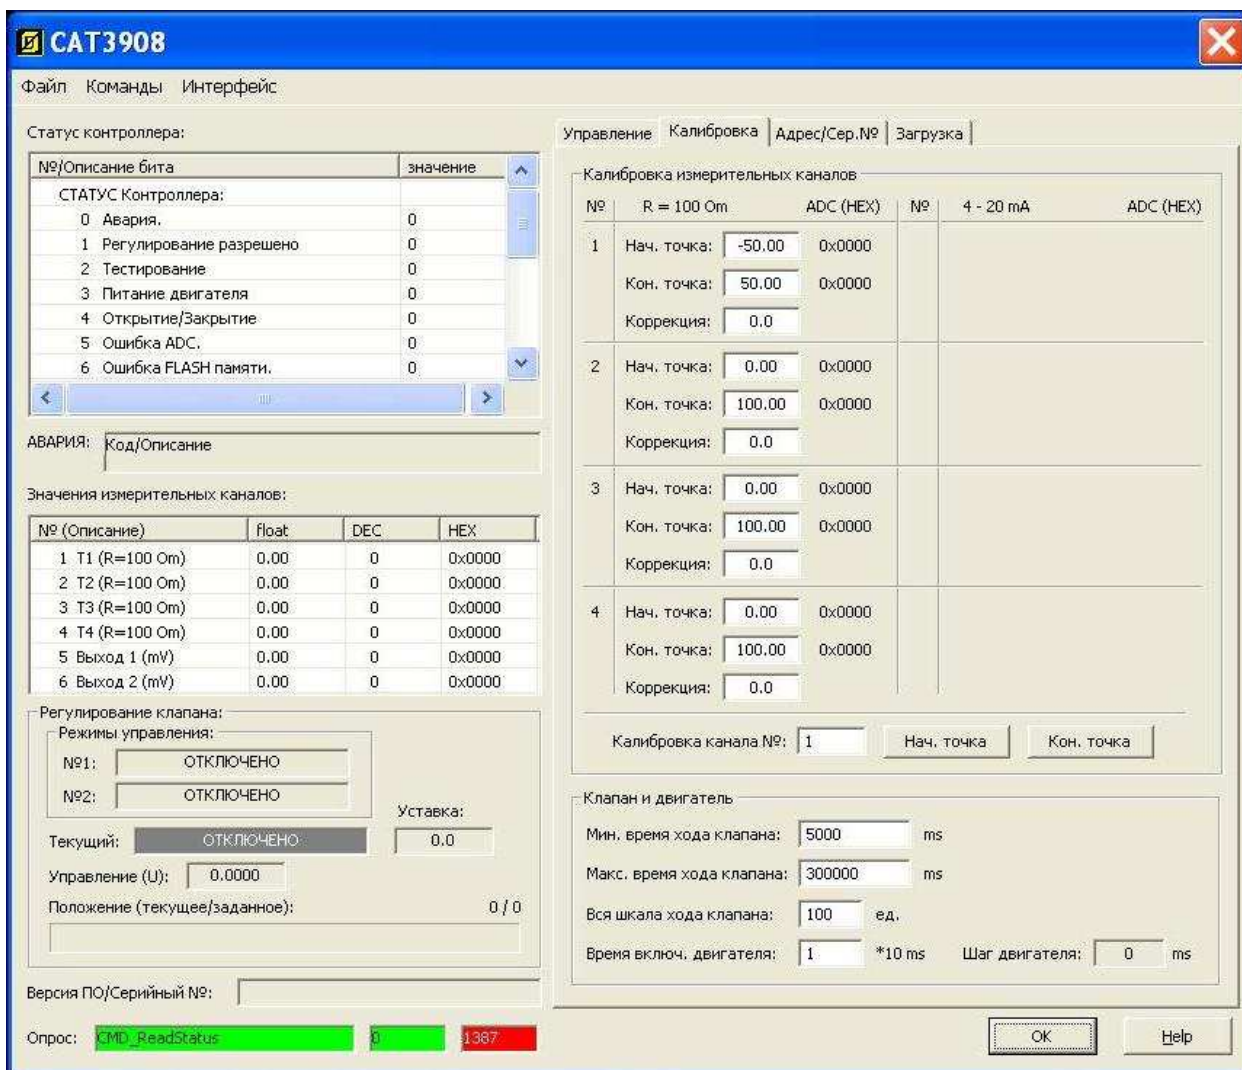 CAT3908
Файл Команды Интерфейс
Статус контроллера:
№/Описание бита значение
СТАТУС Контроллера:
0 Авария. 0
1 Регулирование разрешено 0
2 Тестирование 0
3 Питание двигателя 0
4 Открытие/Закрытие 0
5 Ошибка ADC. 0
6 Ошибка FLASH памяти. 0
АВАРИЯ: Код/Описание
Значения измерительных каналов:
№ (Описание) float DEC HEX
1 T1 (R=100 Om) 0.00 0 0x0000
2 T2 (R=100 Om) 0.00 0 0x0000
3 T3 (R=100 Om) 0.00 0 0x0000
4 T4 (R=100 Om) 0.00 0 0x0000
5 Выход 1 (mV) 0.00 0 0x0000
6 Выход 2 (mV) 0.00 0 0x0000
Регулирование клапана:
Режимы управления:
№1: ОТКЛЮЧЕНО
№2: ОТКЛЮЧЕНО
Уставка:
Текущий: ОТКЛЮЧЕНО 0.0
Управление (U): 0.0000
Положение (текущее/заданное): 0 / 0
Версия ПО/Серийный №:
Опрос: CMD_ReadStatus 0 1387
Управление Калибровка Адрес/Сер.№ Загрузка
Калибровка измерительных каналов
№ R = 100 Om ADC (HEX) № 4 - 20 mA ADC (HEX)
1 Нач. точка: -50.00 0x0000
Кон. точка: 50.00 0x0000
Коррекция: 0.0
2 Нач. точка: 0.00 0x0000
Кон. точка: 100.00 0x0000
Коррекция: 0.0
3 Нач. точка: 0.00 0x0000
Кон. точка: 100.00 0x0000
Коррекция: 0.0
4 Нач. точка: 0.00 0x0000
Кон. точка: 100.00 0x0000
Коррекция: 0.0
Калибровка канала №: 1 Нач. точка Кон. точка
Клапан и двигатель
Мин. время хода клапана: 5000 ms
Макс. время хода клапана: 300000 ms
Вся шкала хода клапана: 100 ед.
Время включ. двигателя: 1 *10 ms Шаг двигателя: 0 ms
OK Help